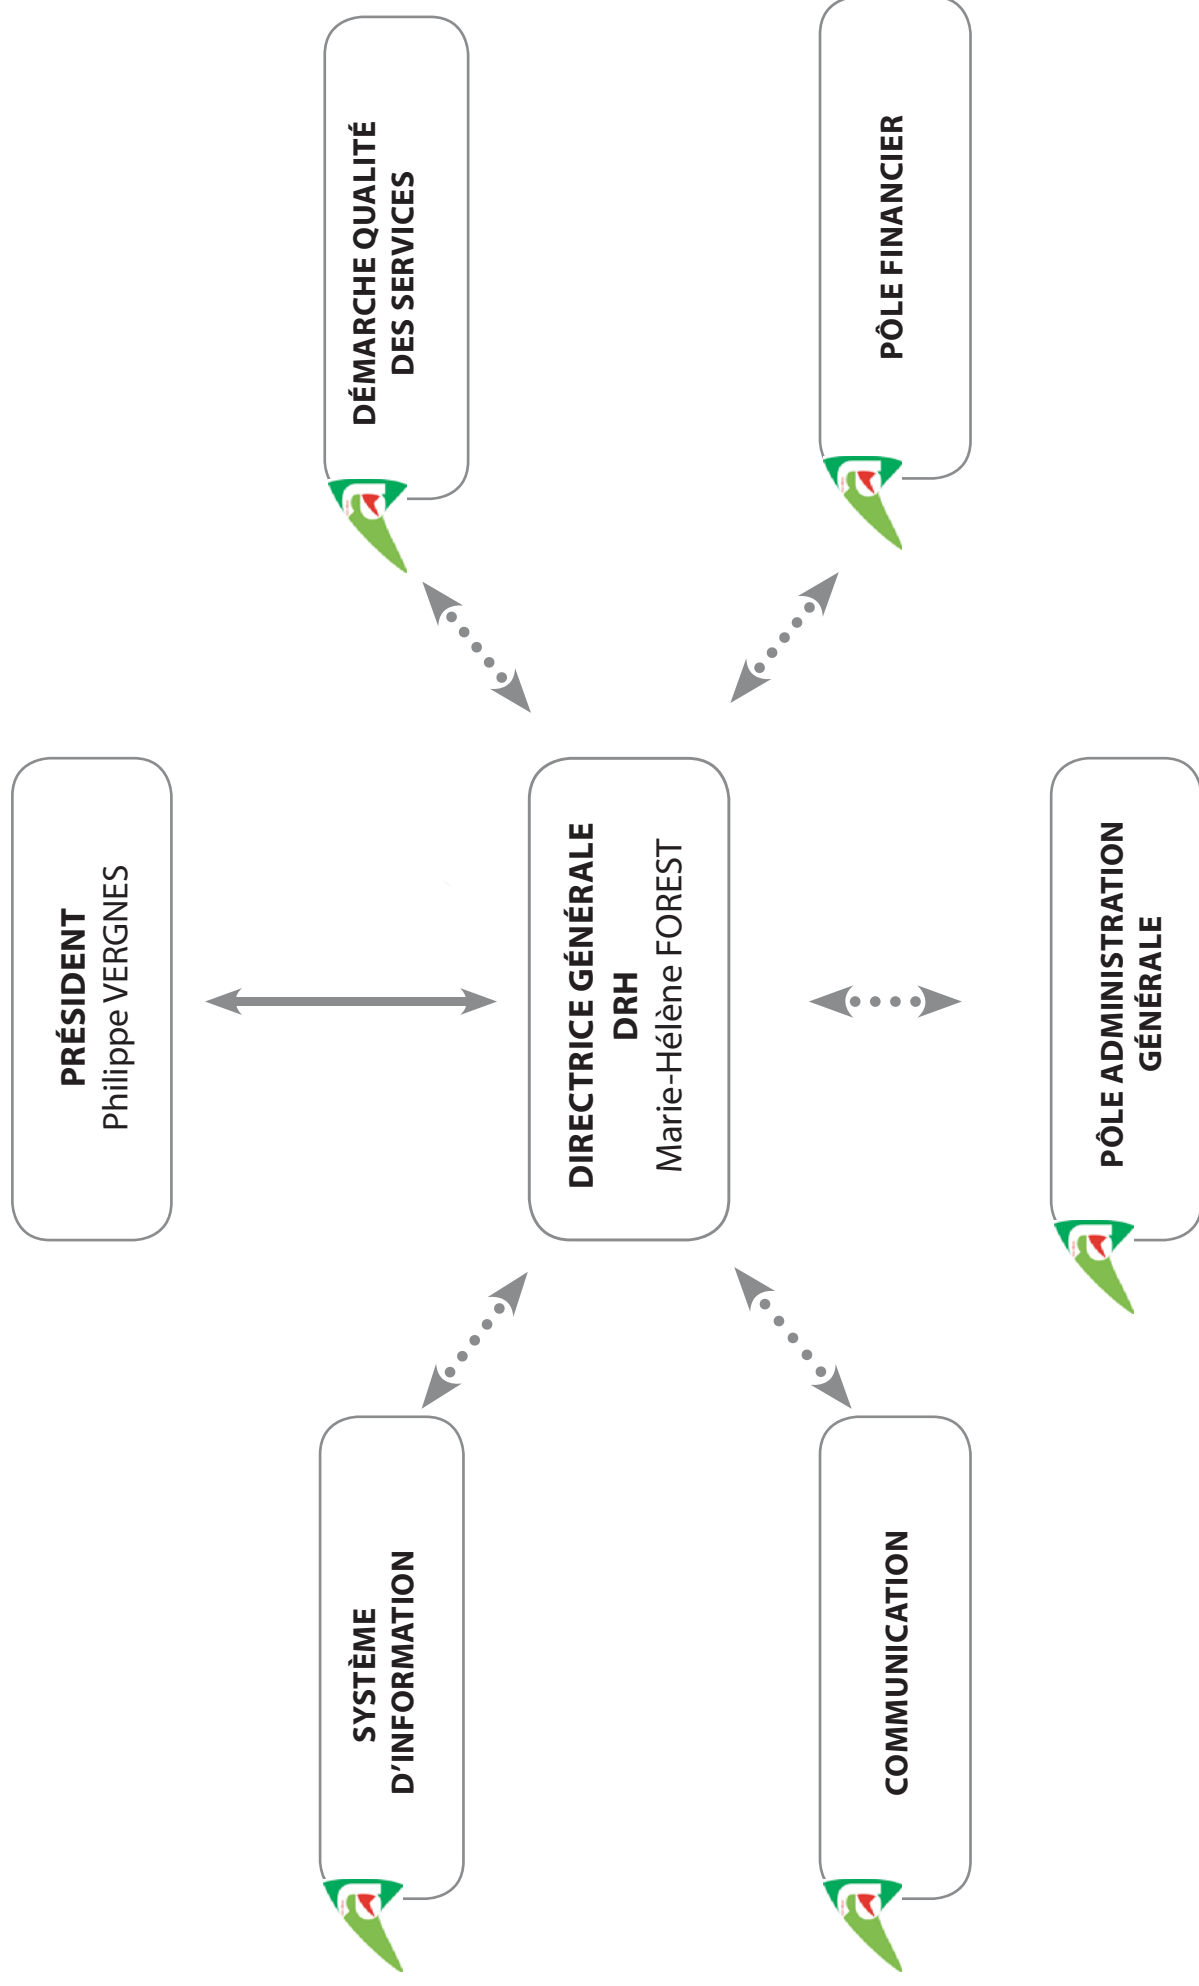 PRÉSIDENT
Philippe VERGNES
SYSTÈME
D’INFORMATION
DÉMARCHE QUALITÉ
DES SERVICES
DIRECTRICE GÉNÉRALE
DRH
Marie-Hélène FOREST
COMMUNICATION
PÔLE FINANCIER
PÔLE ADMINISTRATION
GÉNÉRALE